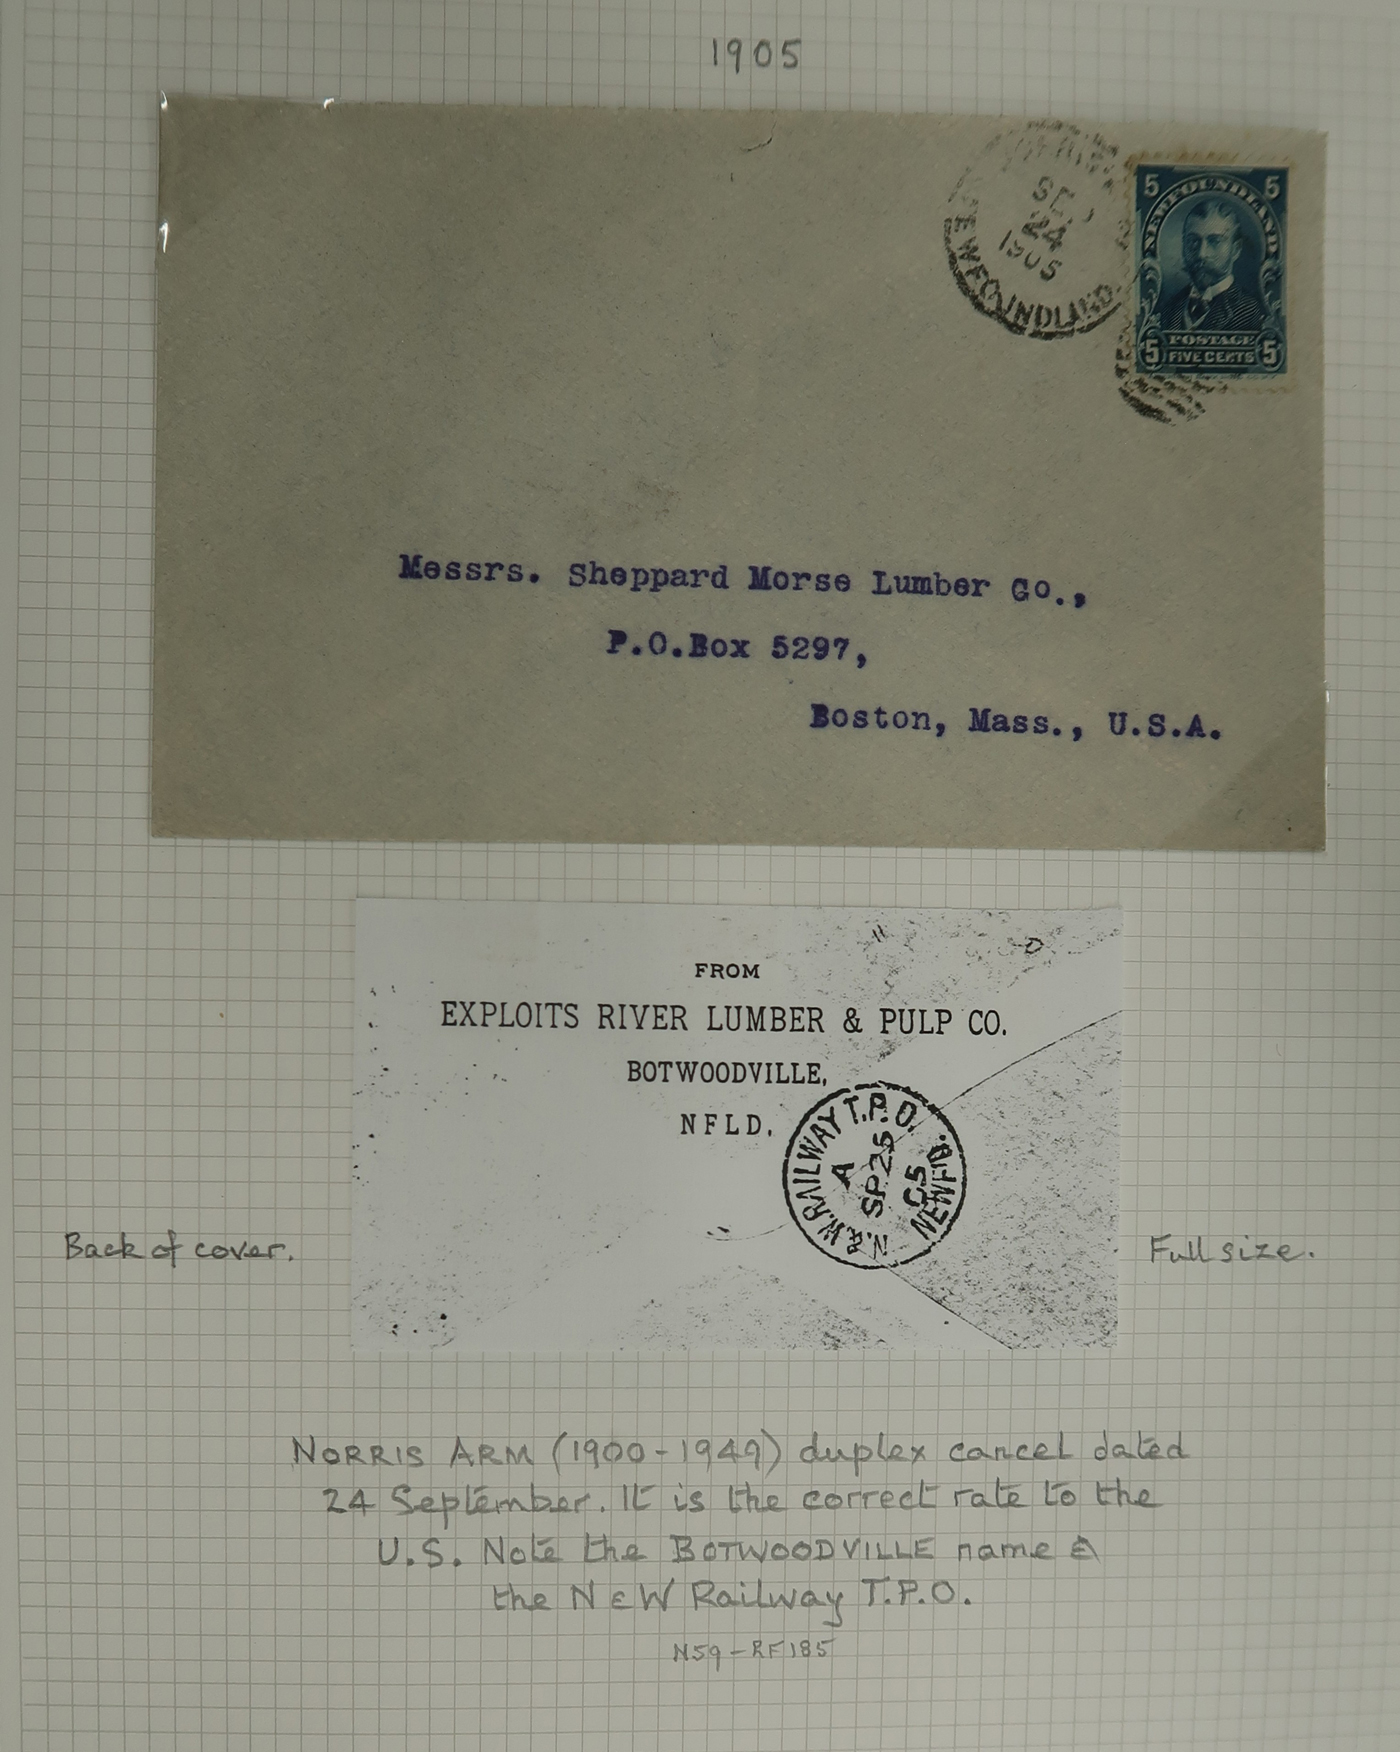 1905
SE
24
1905
NEWFOUNDLAND
5 5
NEWFOUNDLAND
POSTAGE
5 FIVE CENTS 5
Messrs. Sheppard Morse Lumber Co.,
P.O.Box 5297,
Boston, Mass., U.S.A.
FROM
EXPLOITS RIVER LUMBER & PULP CO.
BOTWOODVILLE,
NFLD.
N.&W.RAILWAY T.P.O.
A
SP 25
05
NEWF'D.
Back of cover.
Full size.
NORRIS ARM (1900-1949) duplex cancel dated
24 September. It is the correct rate to the
U.S. Note the BOTWOODVILLE name &
the N & W Railway T.P.O.
N59-RF185